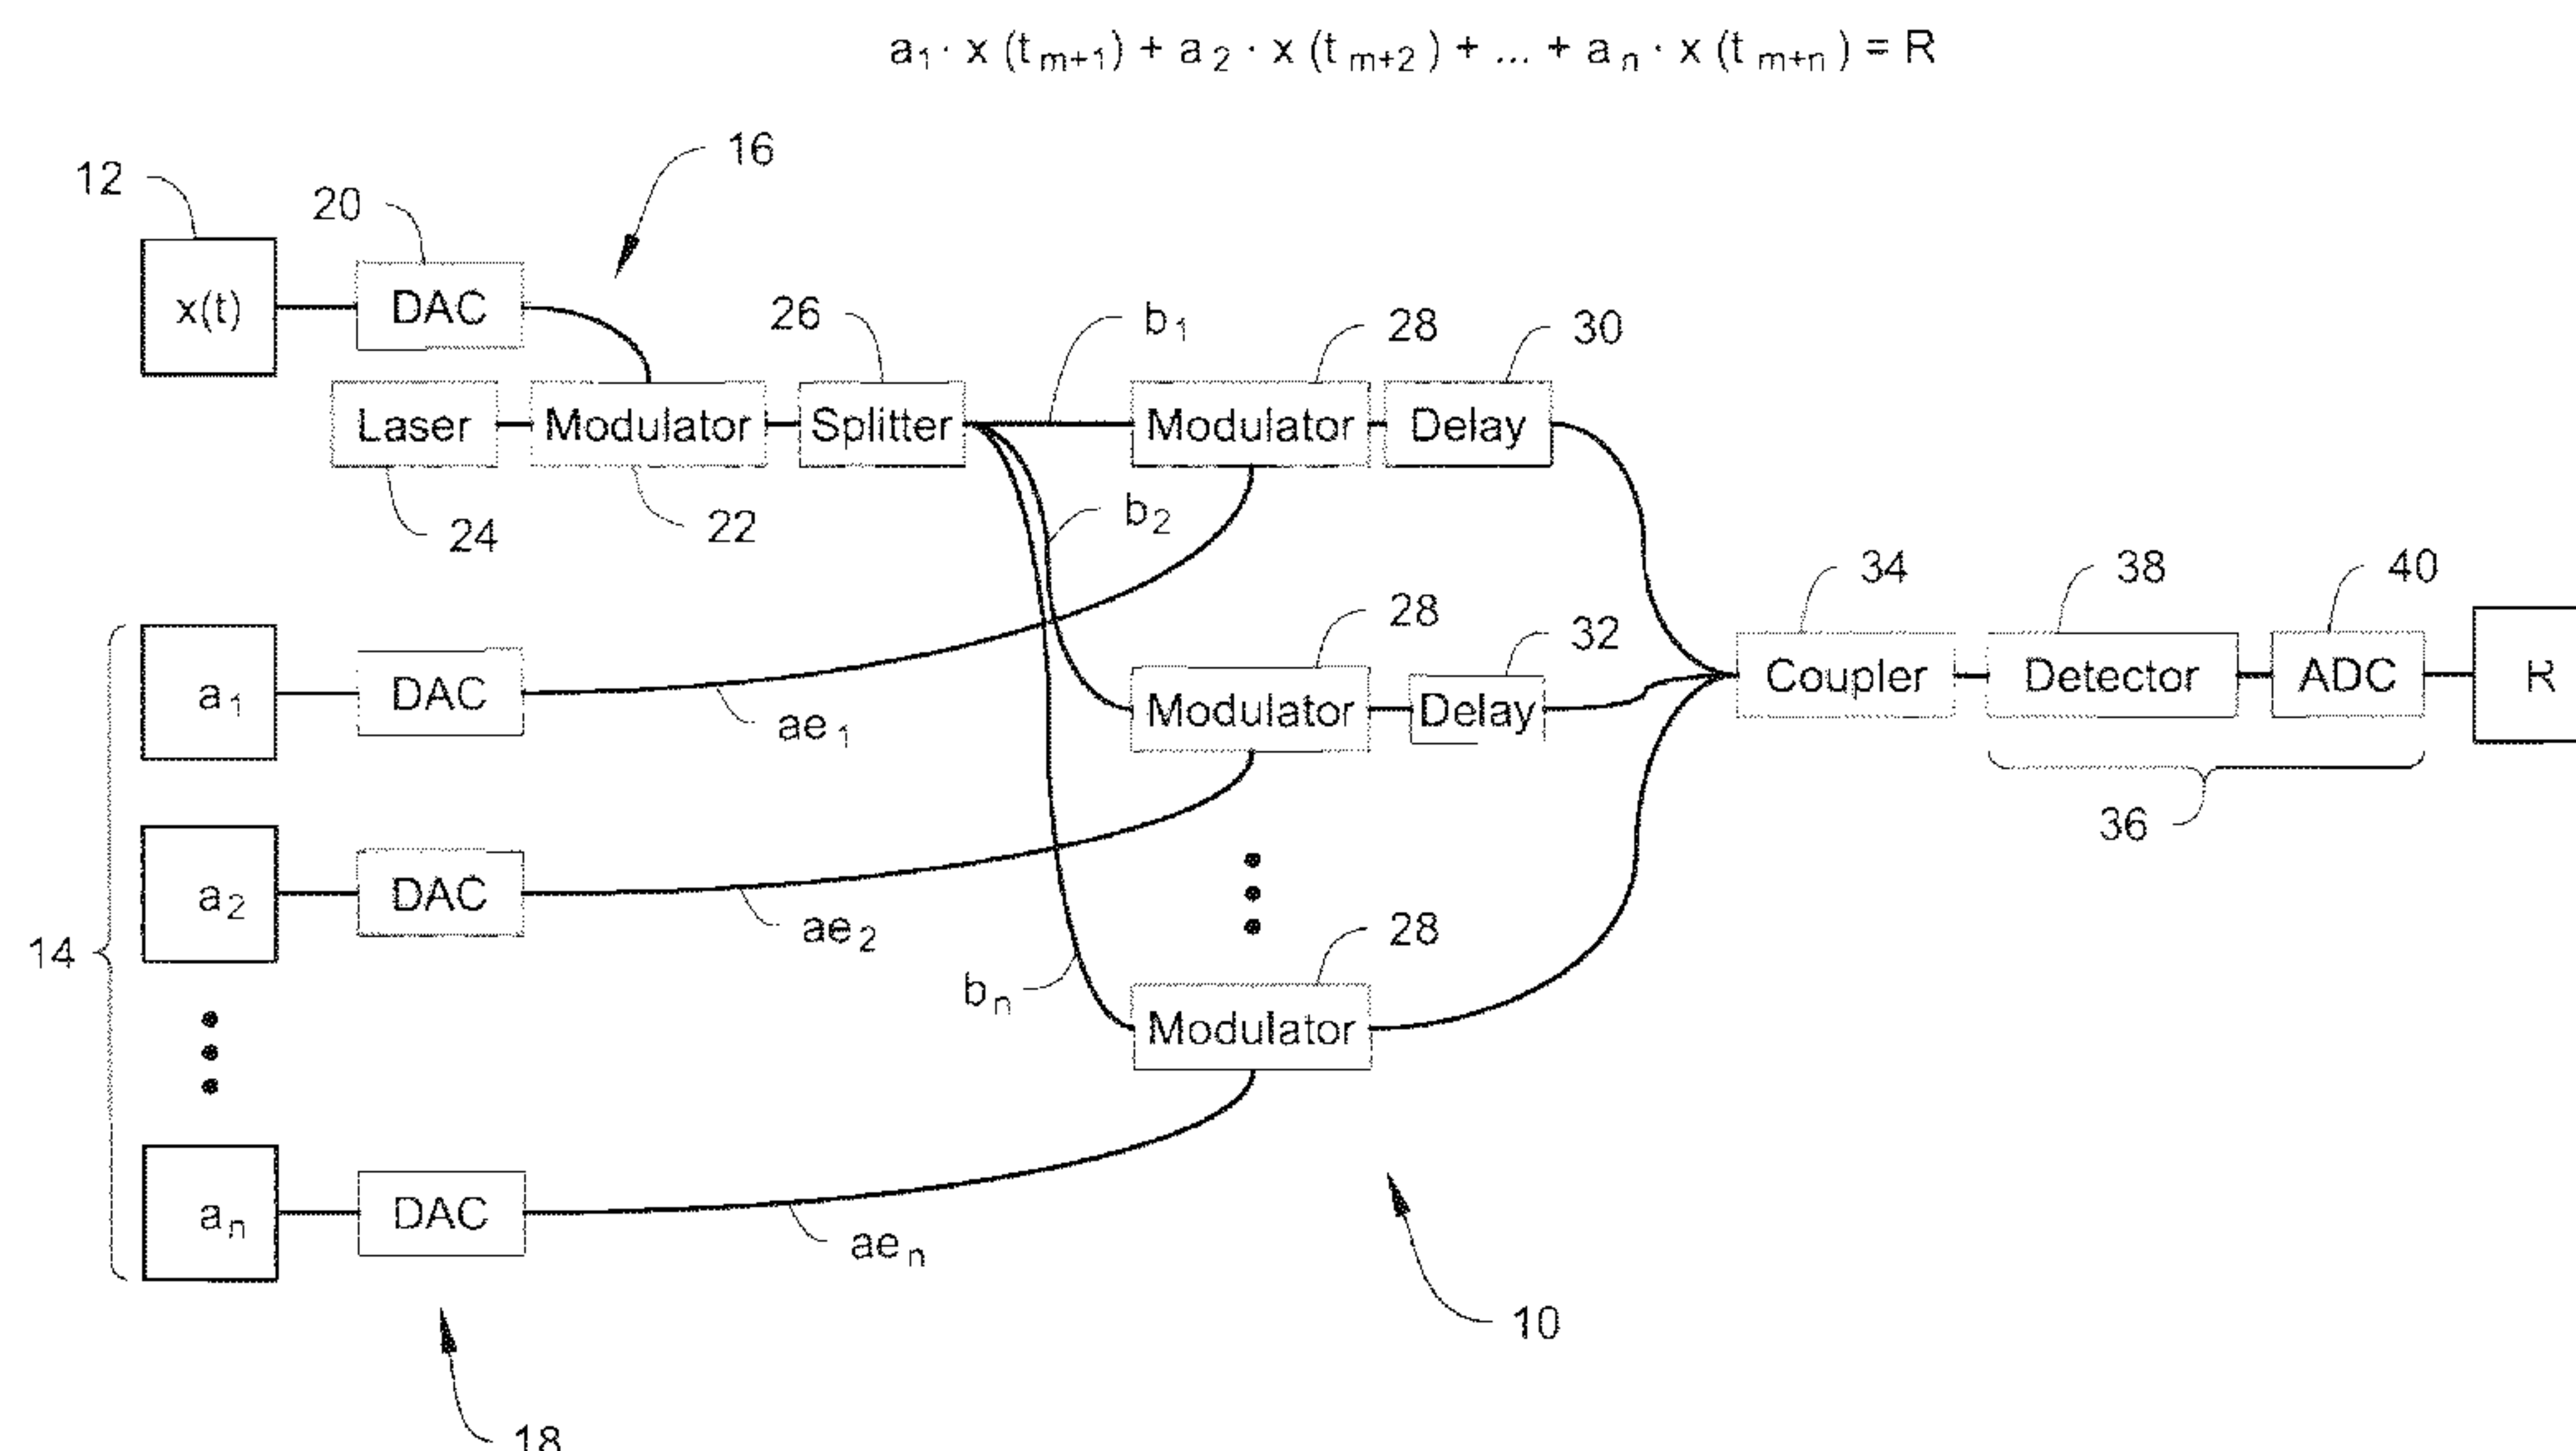 a1 · x (t m+1) + a2 · x (t m+2) + ... + an · x (t m+n) = R
16
12
20
x(t)
DAC
26
b1
28
30
Laser
Modulator
Splitter
Modulator
Delay
24
22
b2
34
38
40
28
32
a1
DAC
ae1
Modulator
Delay
Coupler
Detector
ADC
R
36
a2
DAC
ae2
14
28
bn
Modulator
an
DAC
aen
10
18